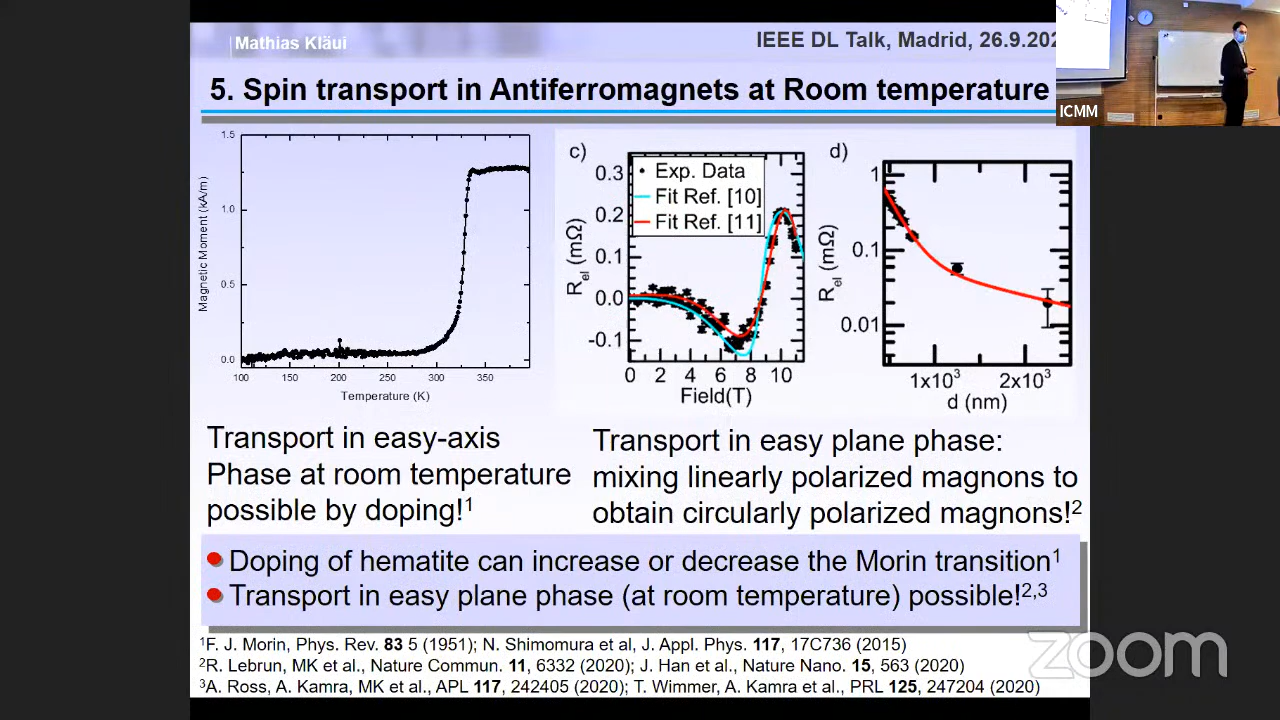 Mathias Kläui
IEEE DL Talk, Madrid, 26.9.202
ICMM
5. Spin transport in Antiferromagnets at Room temperature
Magnetic Moment (kA/m)
1.5
1.0
0.5
0.0
100 150 200 250 300 350
Temperature (K)
c)
Exp. Data
Fit Ref. [10]
Fit Ref. [11]
Rel (mΩ)
0.3
0.2
0.1
0.0
-0.1
0 2 4 6 8 10
Field(T)
d)
Rel (mΩ)
1
0.1
0.01
1x10³ 2x10³
d (nm)
Transport in easy-axis
Phase at room temperature
possible by doping!¹
Transport in easy plane phase:
mixing linearly polarized magnons to
obtain circularly polarized magnons!²
Doping of hematite can increase or decrease the Morin transition¹
Transport in easy plane phase (at room temperature) possible!²,³
¹F. J. Morin, Phys. Rev. 83 5 (1951); N. Shimomura et al, J. Appl. Phys. 117, 17C736 (2015)
²R. Lebrun, MK et al., Nature Commun. 11, 6332 (2020); J. Han et al., Nature Nano. 15, 563 (2020)
³A. Ross, A. Kamra, MK et al., APL 117, 242405 (2020); T. Wimmer, A. Kamra et al., PRL 125, 247204 (2020)
zoom